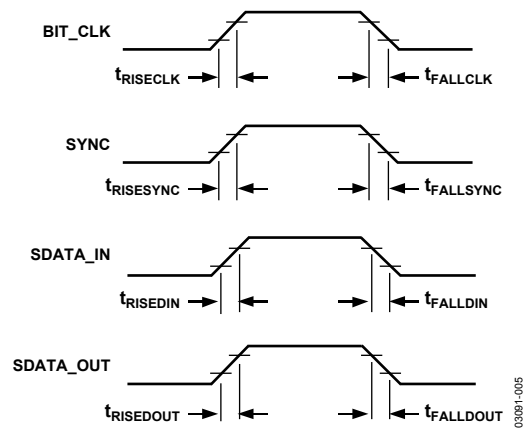 BIT_CLK
tRISECLK
tFALLCLK
SYNC
tRISESYNC
tFALLSYNC
SDATA_IN
tRISEDIN
tFALLDIN
SDATA_OUT
tRISEDOUT
tFALLDOUT
03091-005